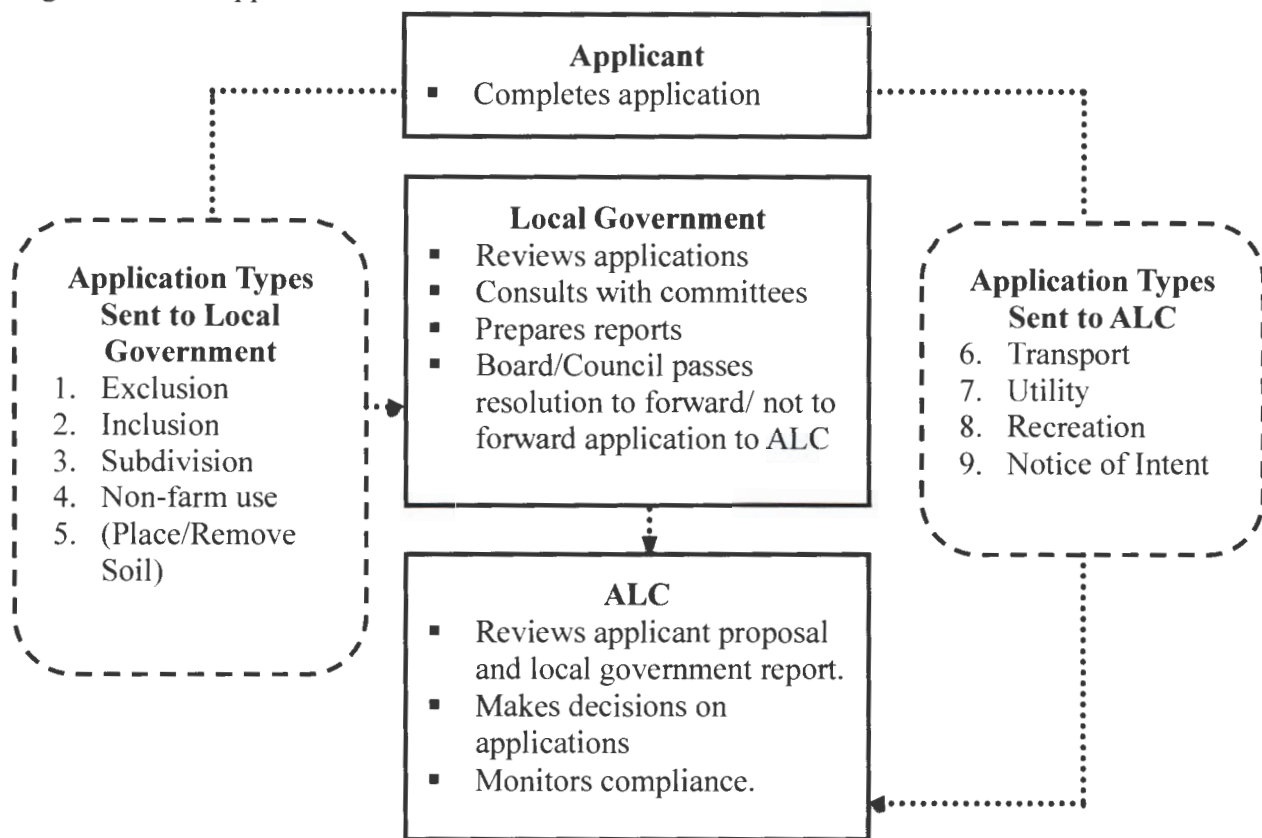 Applicant
▪ Completes application
Application Types
Sent to Local
Government
1. Exclusion
2. Inclusion
3. Subdivision
4. Non-farm use
5. (Place/Remove
Soil)
Local Government
▪ Reviews applications
▪ Consults with committees
▪ Prepares reports
▪ Board/Council passes
resolution to forward/ not to
forward application to ALC
Application Types
Sent to ALC
6. Transport
7. Utility
8. Recreation
9. Notice of Intent
ALC
▪ Reviews applicant proposal
and local government report.
▪ Makes decisions on
applications
▪ Monitors compliance.